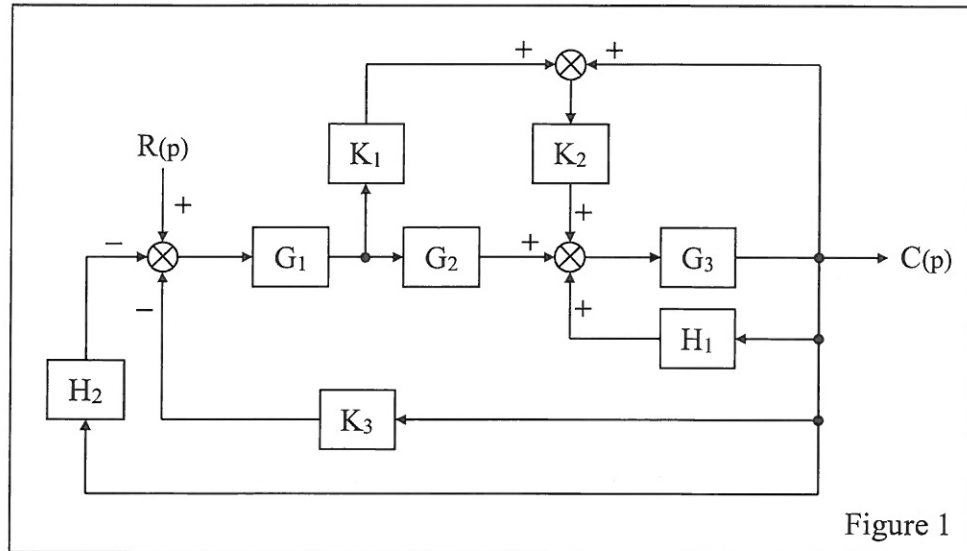 + +
R(p)
K₁
K₂
+
+
−
G₁
G₂
+
G₃
C(p)
−
+
H₁
H₂
K₃
Figure 1